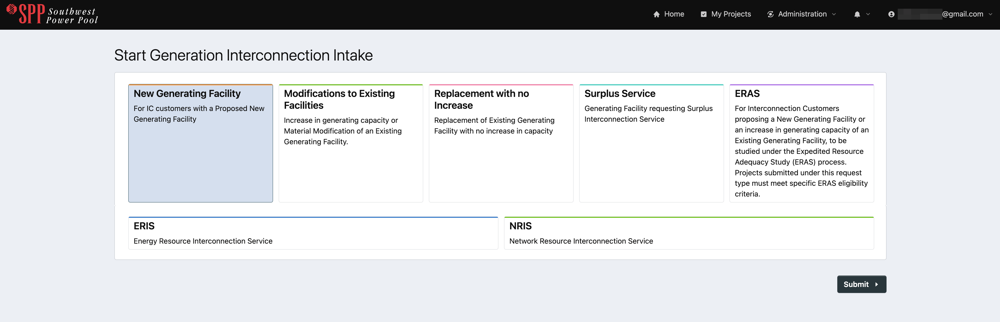 SPP Southwest
Power Pool
Home
My Projects
Administration
@gmail.com
Start Generation Interconnection Intake
New Generating Facility
For IC customers with a Proposed New
Generating Facility
Modifications to Existing
Facilities
Increase in generating capacity or
Material Modification of an Existing
Generating Facility.
Replacement with no
Increase
Replacement of Existing Generating
Facility with no increase in capacity
Surplus Service
Generating Facility requesting Surplus
Interconnection Service
ERAS
For Interconnection Customers
proposing a New Generating Facility or
an increase in generating capacity of an
Existing Generating Facility, to be
studied under the Expedited Resource
Adequacy Study (ERAS) process.
Projects submitted under this request
type must meet specific ERAS eligibility
criteria.
ERIS
Energy Resource Interconnection Service
NRIS
Network Resource Interconnection Service
Submit